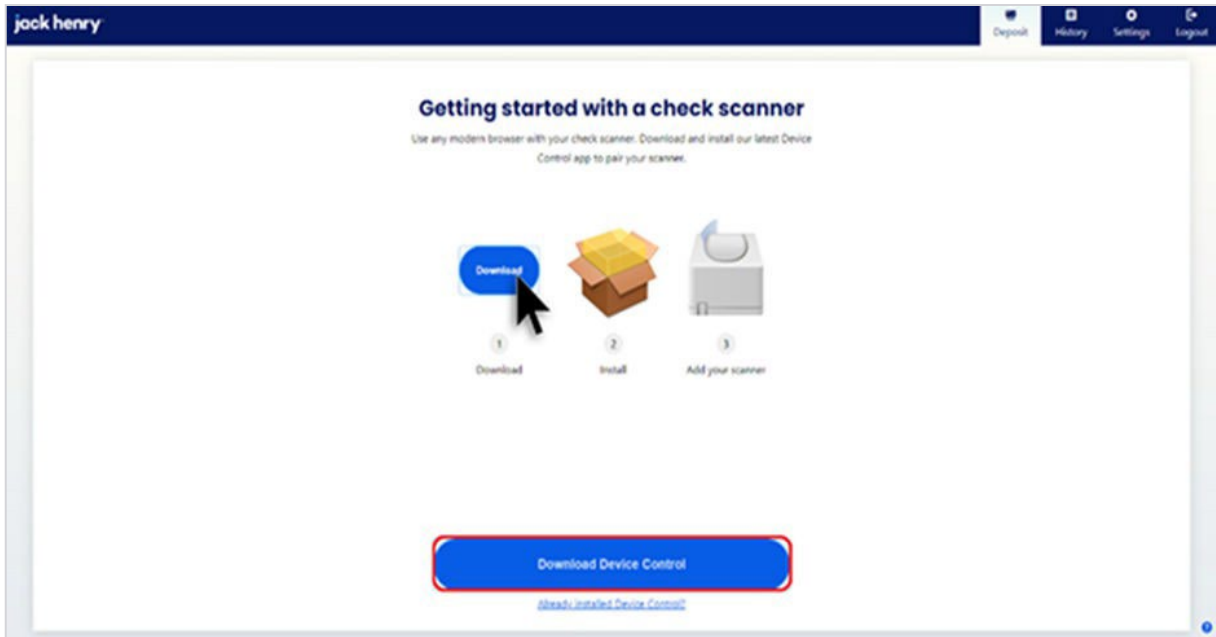 jack henry
Deposit
History
Settings
Logout
Getting started with a check scanner
Use any modern browser with your check scanner. Download and install our latest Device
Control app to pair your scanner.
Download
1
2
3
Download
Install
Add your scanner
Download Device Control
Already installed Device Control?
?